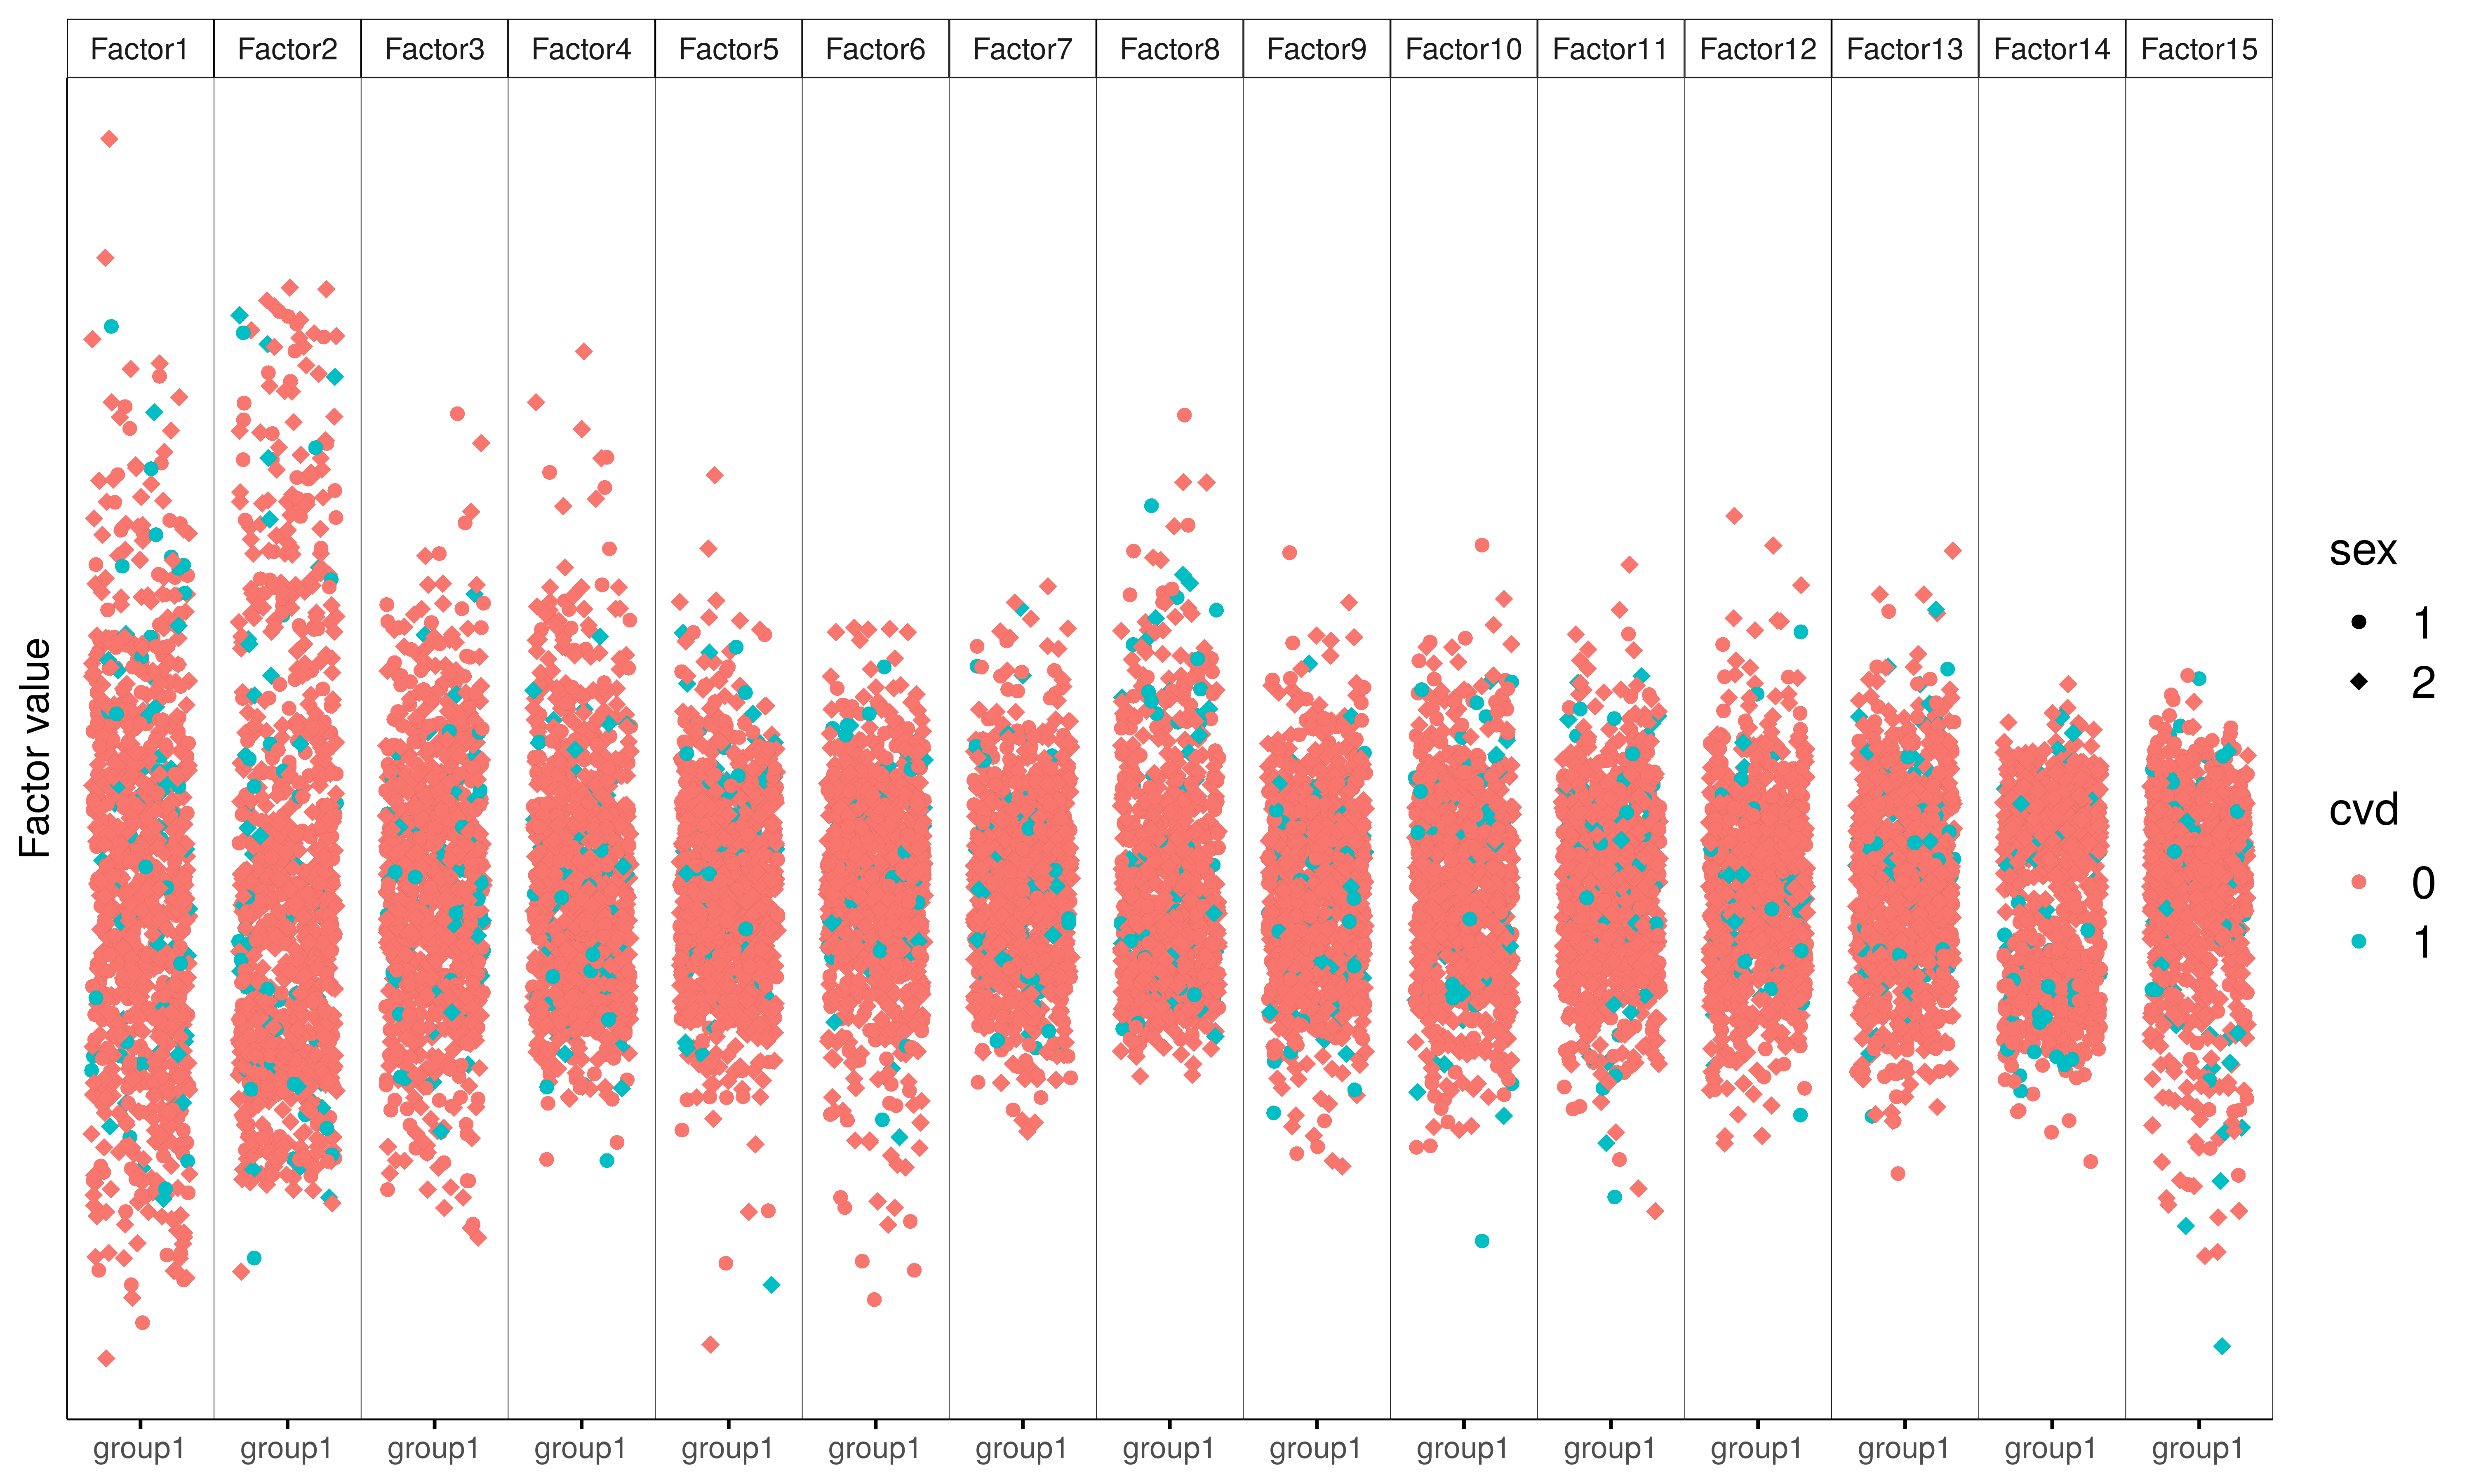 Factor1 Factor2 Factor3 Factor4 Factor5 Factor6 Factor7 Factor8 Factor9 Factor10 Factor11 Factor12 Factor13 Factor14 Factor15
Factor value
sex
1
2
cvd
0
1
group1 group1 group1 group1 group1 group1 group1 group1 group1 group1 group1 group1 group1 group1 group1